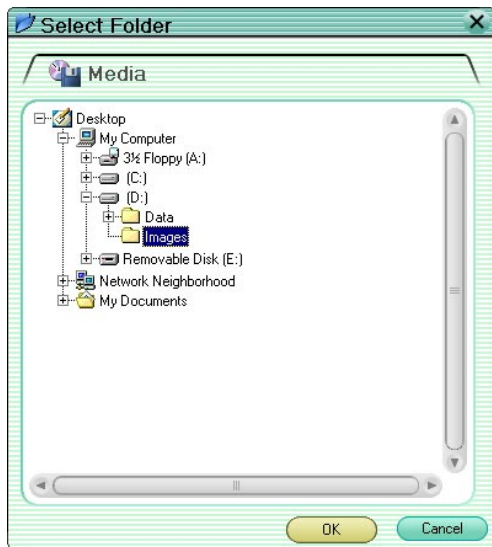 Select Folder
Media
Desktop
My Computer
3½ Floppy (A:)
(C:)
(D:)
Data
Images
Removable Disk (E:)
Network Neighborhood
My Documents
OK
Cancel